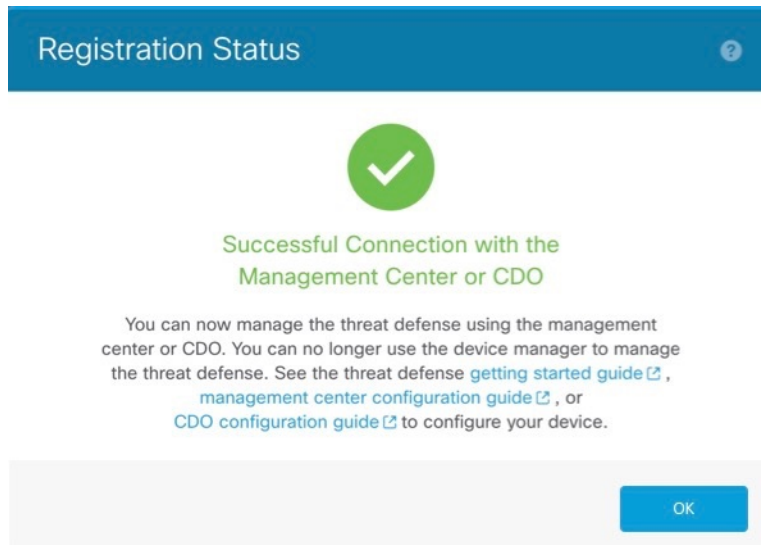 Registration Status
?
Successful Connection with the
Management Center or CDO
You can now manage the threat defense using the management
center or CDO. You can no longer use the device manager to manage
the threat defense. See the threat defense getting started guide ,
management center configuration guide , or
CDO configuration guide to configure your device.
OK